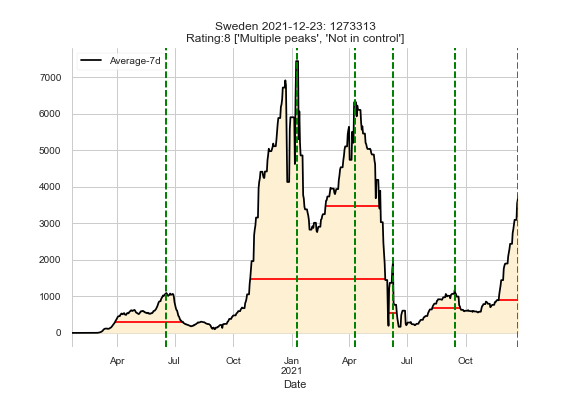 Sweden 2021-12-23: 1273313
Rating:8 ['Multiple peaks', 'Not in control']
Average-7d
7000
6000
5000
4000
3000
2000
1000
0
Apr Jul Oct Jan Apr Jul Oct
2021
Date